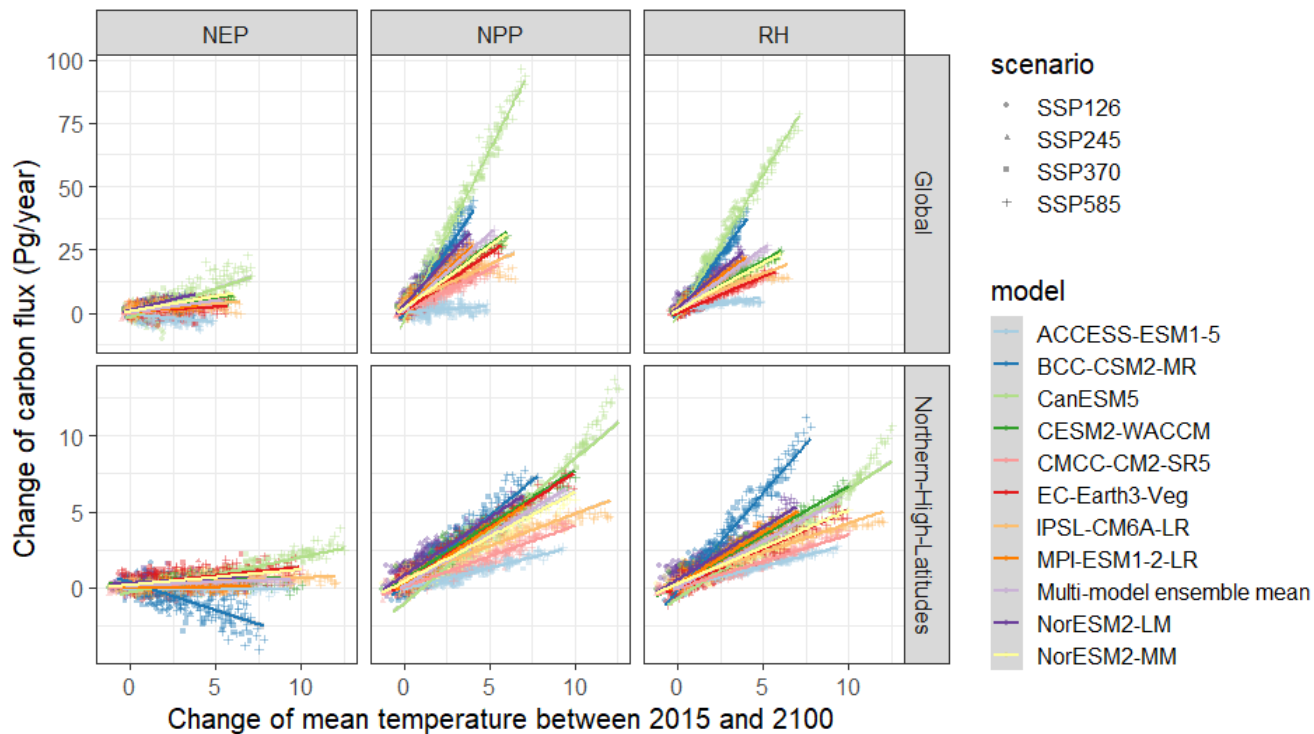 NEP
NPP
RH
100
75
50
25
0
Global
10
5
0
Northern-High-Latitudes
0
5
10
0
5
10
0
5
10
Change of carbon flux (Pg/year)
Change of mean temperature between 2015 and 2100
scenario
SSP126
SSP245
SSP370
SSP585
model
ACCESS-ESM1-5
BCC-CSM2-MR
CanESM5
CESM2-WACCM
CMCC-CM2-SR5
EC-Earth3-Veg
IPSL-CM6A-LR
MPI-ESM1-2-LR
Multi-model ensemble mean
NorESM2-LM
NorESM2-MM